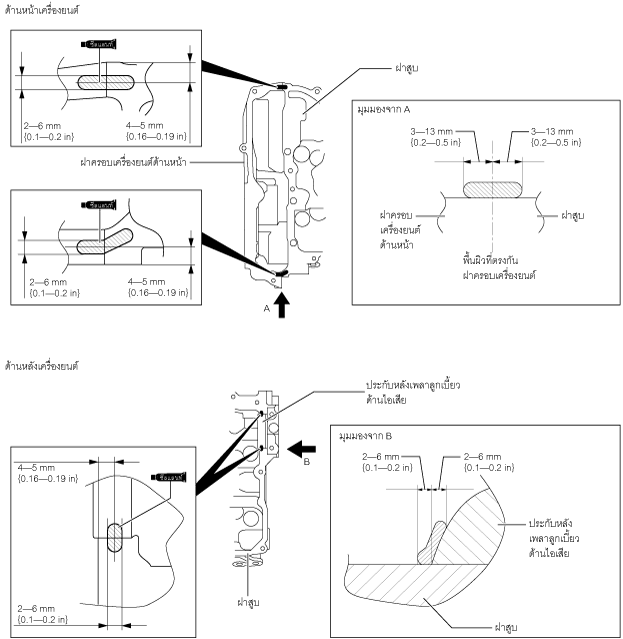 ด้านหน้าเครื่องยนต์
ซีลแลนท์
2—6 mm
{0.1—0.2 in}
4—5 mm
{0.16—0.19 in}
ฝาสูบ
ฝาครอบเครื่องยนต์ด้านหน้า
ซีลแลนท์
2—6 mm
{0.1—0.2 in}
4—5 mm
{0.16—0.19 in}
A
มุมมองจาก A
3—13 mm
{0.2—0.5 in}
3—13 mm
{0.2—0.5 in}
ฝาครอบ
เครื่องยนต์
ด้านหน้า
ฝาสูบ
พื้นผิวที่ตรงกัน
ฝาครอบเครื่องยนต์
ด้านหลังเครื่องยนต์
ประกับหลังเพลาลูกเบี้ยว
ด้านไอเสีย
4—5 mm
{0.16—0.19 in}
ซีลแลนท์
2—6 mm
{0.1—0.2 in}
B
ฝาสูบ
มุมมองจาก B
2—6 mm
{0.1—0.2 in}
2—6 mm
{0.1—0.2 in}
ประกับหลัง
เพลาลูกเบี้ยว
ด้านไอเสีย
ฝาสูบ